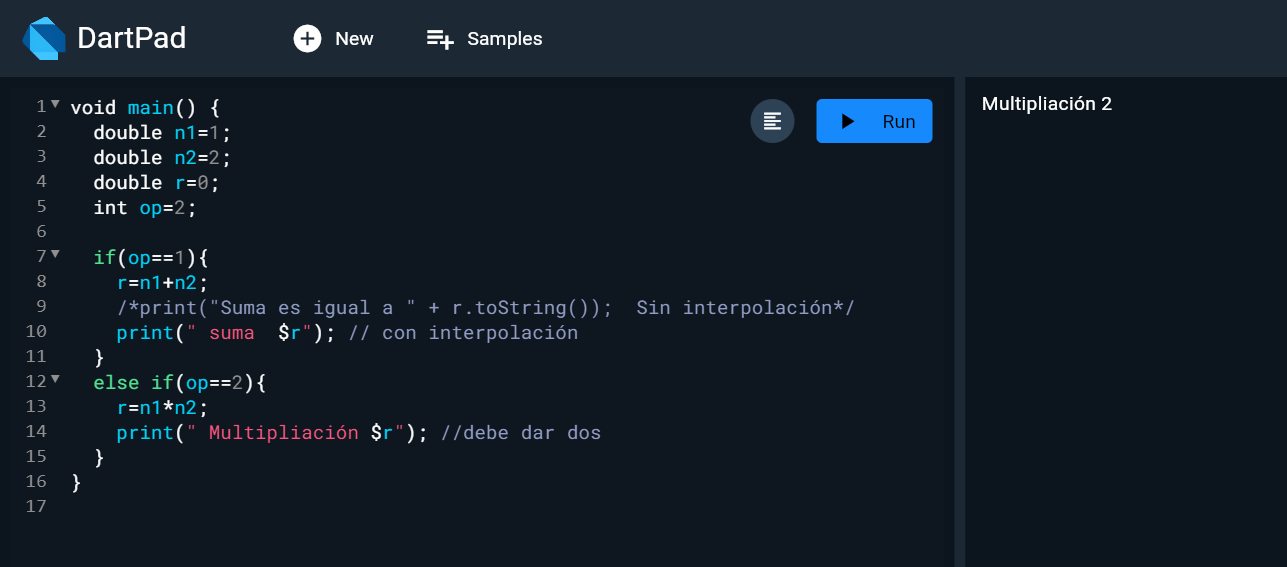 DartPad
New
Samples
1 void main() {
2   double n1=1;
3   double n2=2;
4   double r=0;
5   int op=2;
6
7   if(op==1){
8     r=n1+n2;
9     /*print("Suma es igual a " + r.toString());  Sin interpolación*/
10     print(" suma  $r"); // con interpolación
11   }
12   else if(op==2){
13     r=n1*n2;
14     print(" Multipliación $r"); //debe dar dos
15   }
16 }
17
Run
Multipliación 2